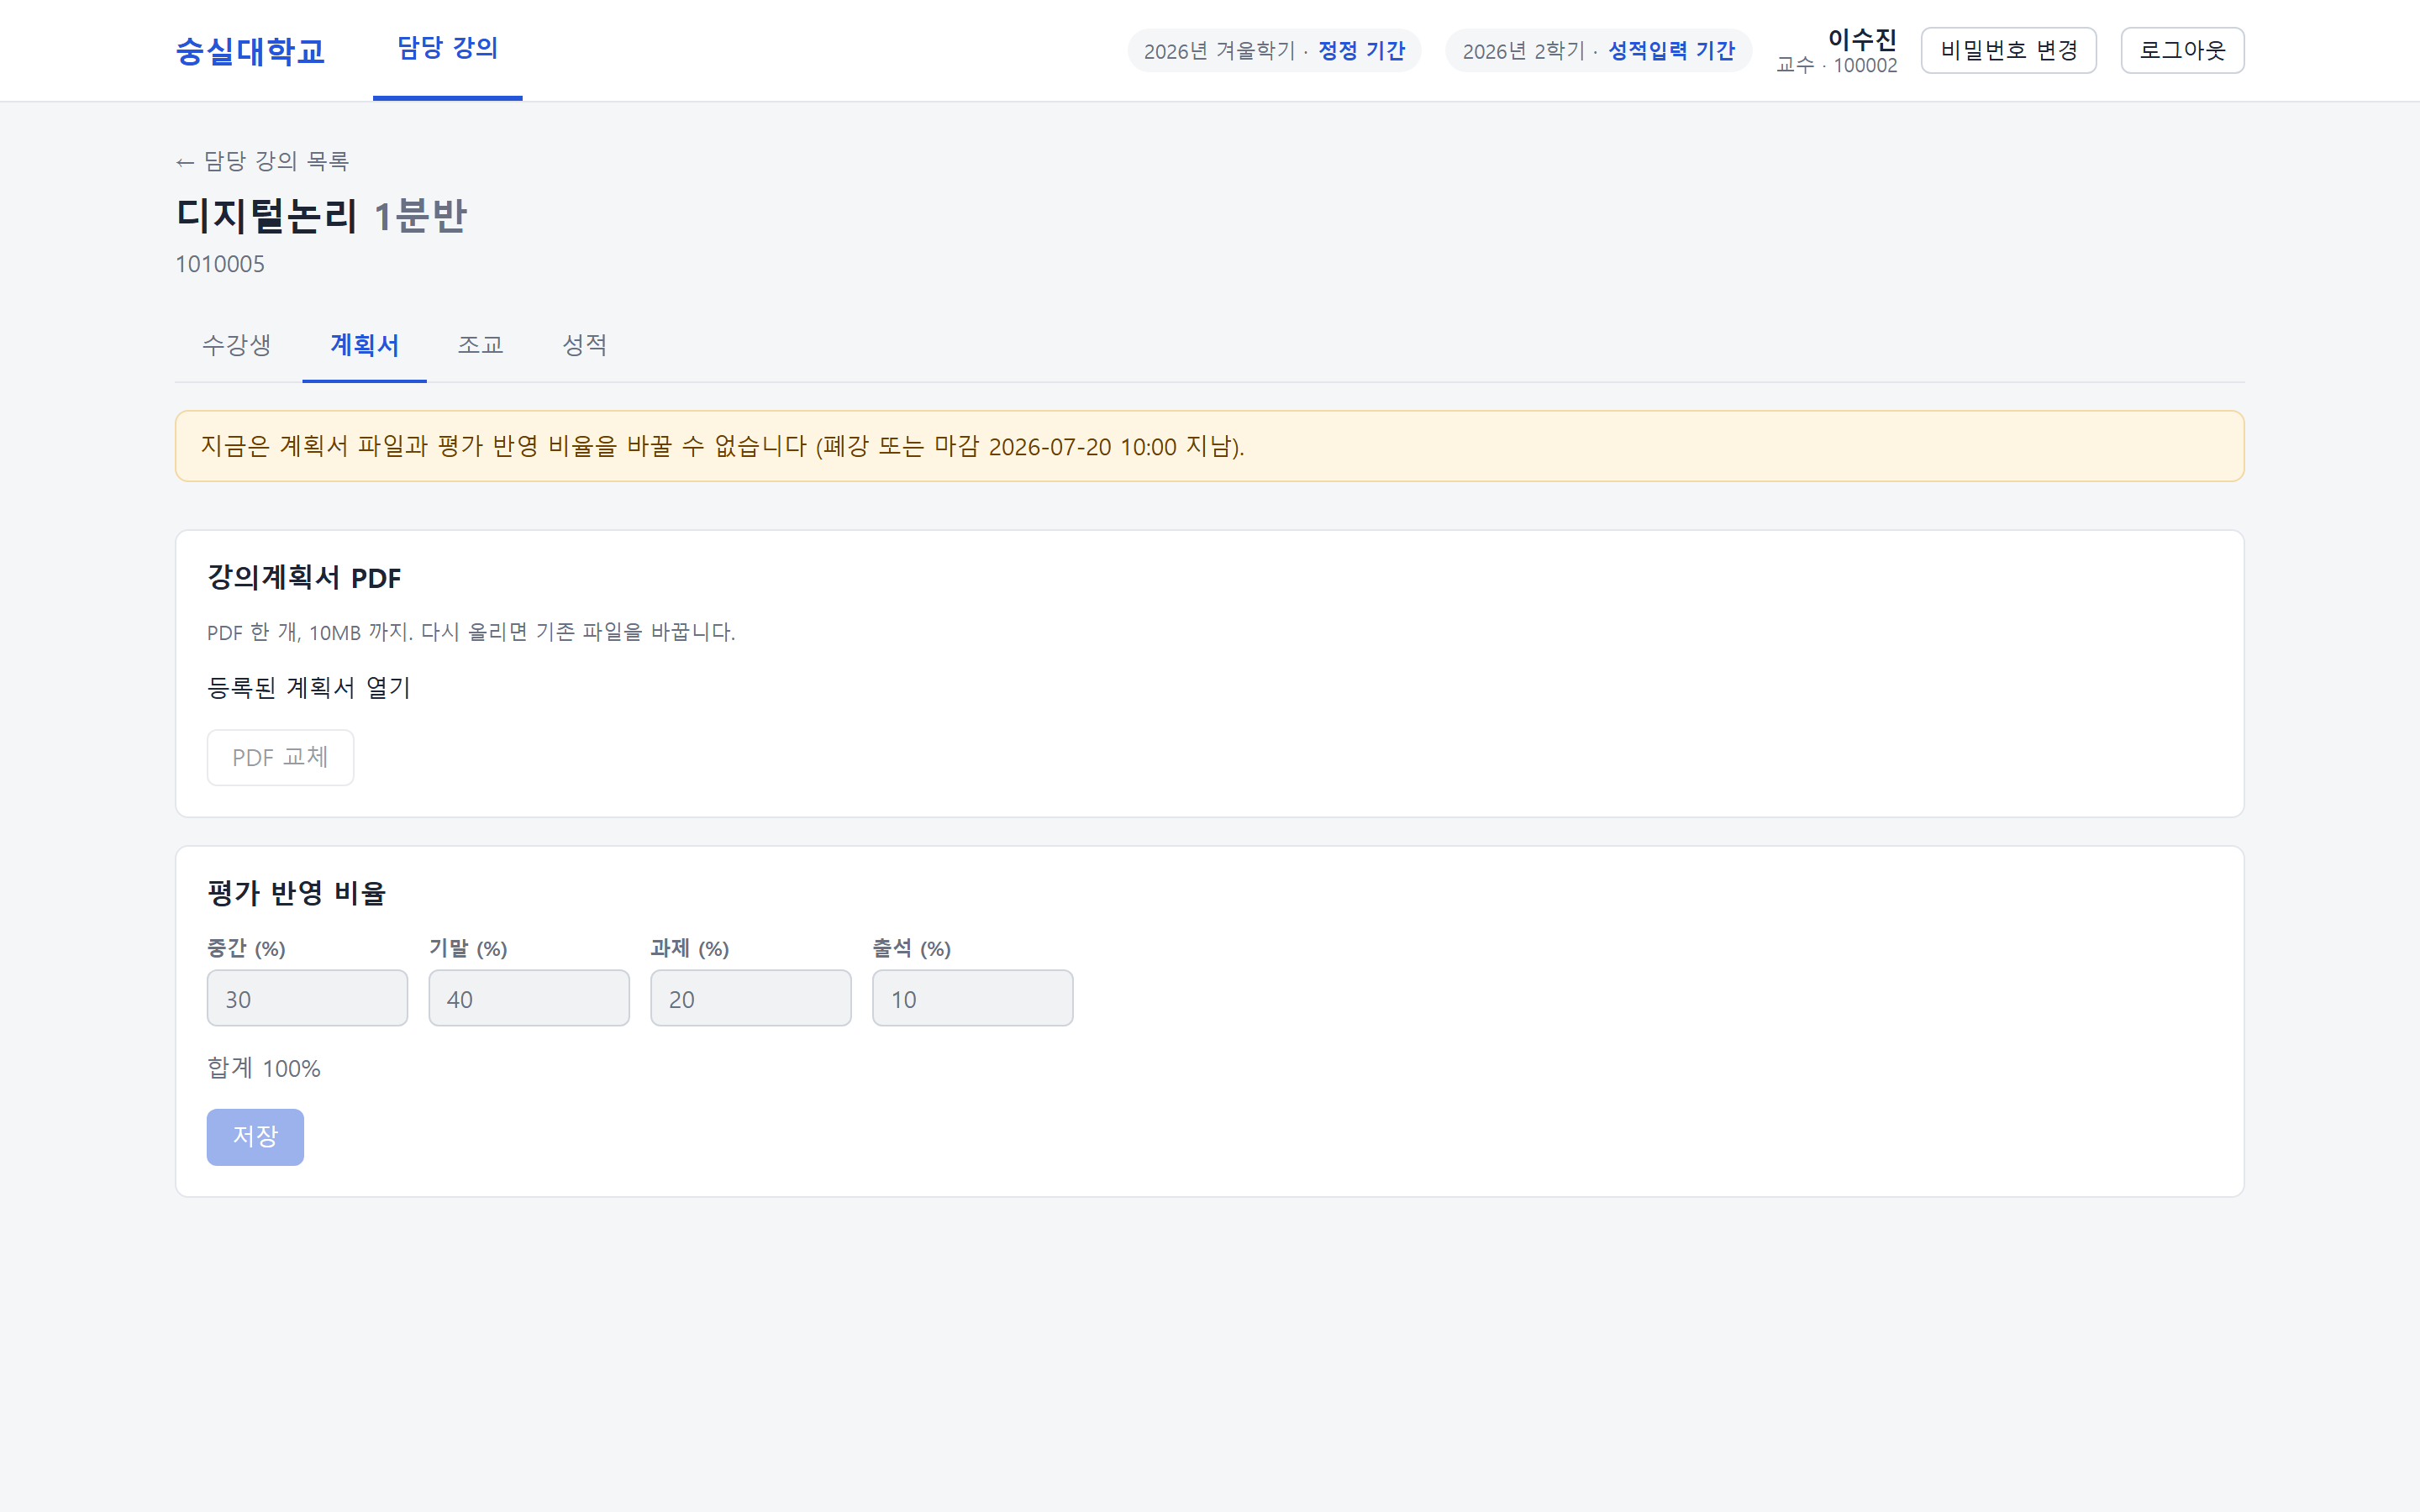 숭실대학교
담당 강의
2026년 겨울학기 · 정정 기간
2026년 2학기 · 성적입력 기간
이수진
교수 · 100002
비밀번호 변경
로그아웃
← 담당 강의 목록
디지털논리 1분반
1010005
수강생
계획서
조교
성적
지금은 계획서 파일과 평가 반영 비율을 바꿀 수 없습니다 (폐강 또는 마감 2026-07-20 10:00 지남).
강의계획서 PDF
PDF 한 개, 10MB 까지. 다시 올리면 기존 파일을 바꿉니다.
등록된 계획서 열기
PDF 교체
평가 반영 비율
중간 (%)
기말 (%)
과제 (%)
출석 (%)
30
40
20
10
합계 100%
저장